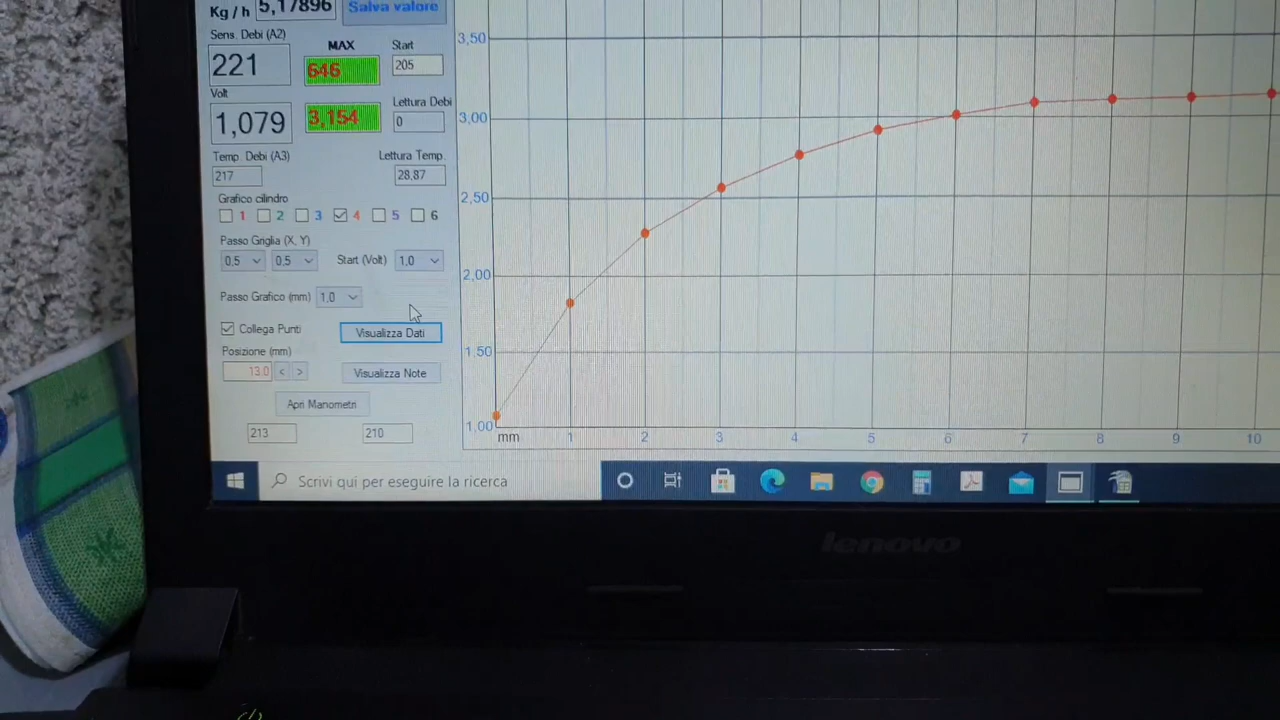 Kg / h 5,17896 Salva valore
Sens. Debi (A2)
MAX
Start
221
646
205
Volt
Lettura Debi
1,079
3,154
0
Temp. Debi (A3)
Lettura Temp.
217
28,87
Grafico cilindro
1 2 3 4 5 6
Passo Griglia (X, Y)
0,5 0,5 Start (Volt) 1,0
Passo Grafico (mm) 1,0
Collega Punti Visualizza Dati
Posizione (mm)
13.0 < > Visualizza Note
Apri Manometri
213 210
3,50
3,00
2,50
2,00
1,50
1,00
mm 1 2 3 4 5 6 7 8 9 10
Scrivi qui per eseguire la ricerca
lenovo